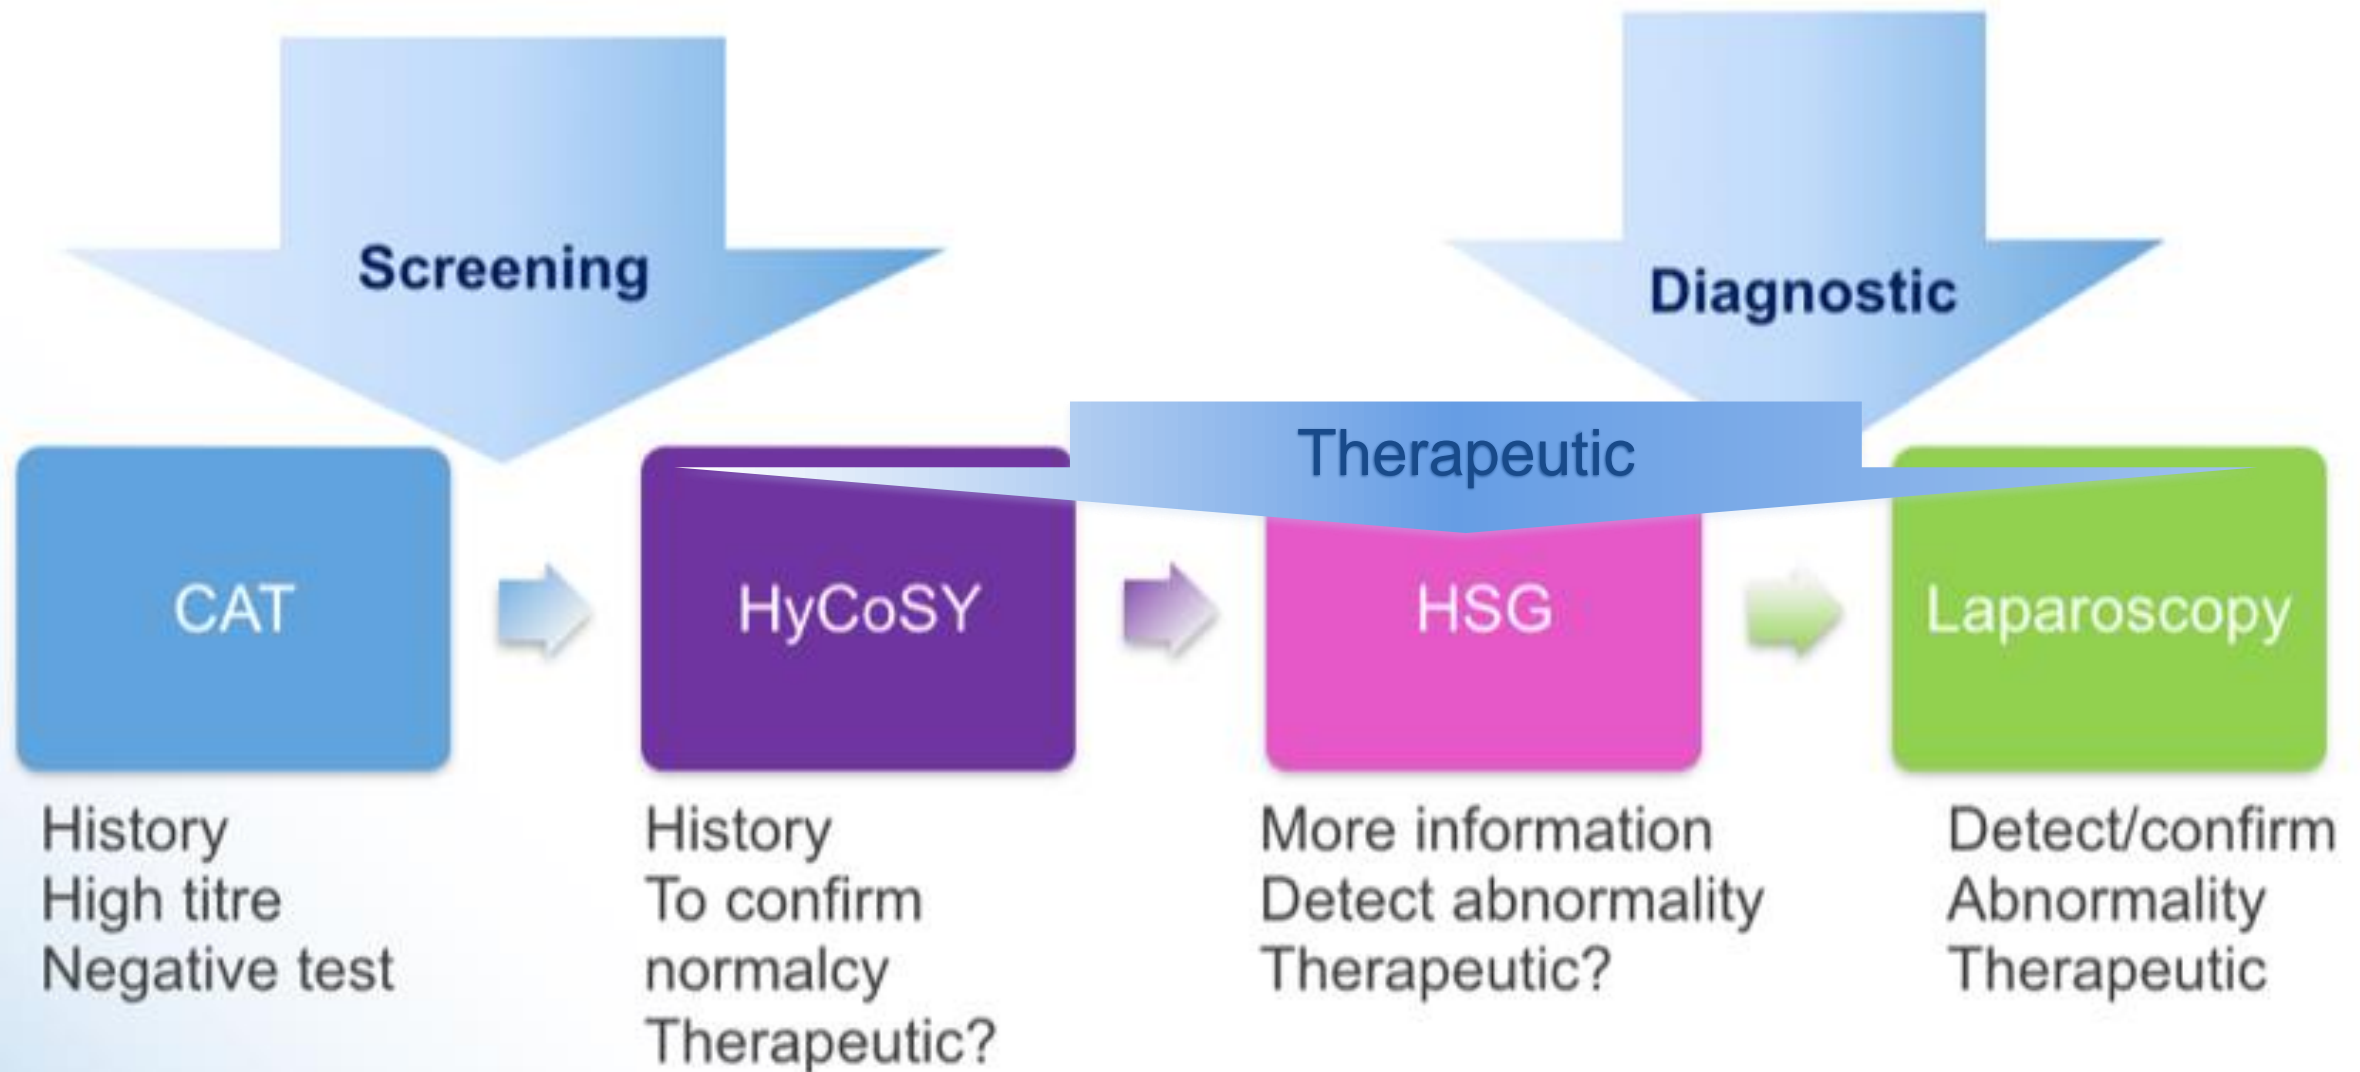 Screening
Diagnostic
Therapeutic
CAT
HyCoSY
HSG
Laparoscopy
History
High titre
Negative test
History
To confirm
normalcy
Therapeutic?
More information
Detect abnormality
Therapeutic?
Detect/confirm
Abnormality
Therapeutic